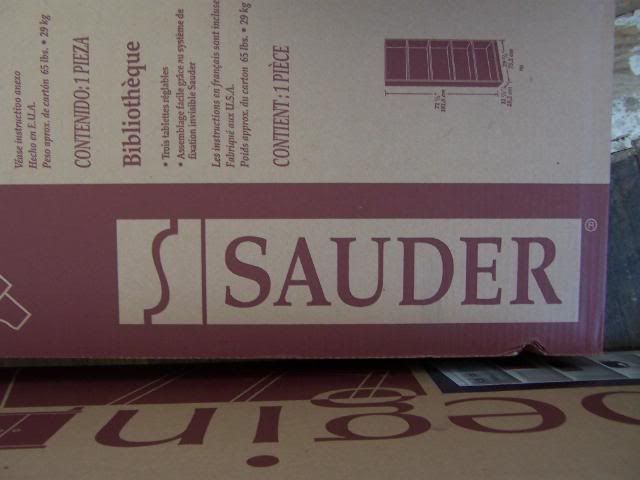 Véase instructivo anexo
Hecho en E.U.A.
Peso aprox. de cartón 65 lbs. • 29 kg
CONTENIDO: 1 PIEZA
Bibliothèque
• Trois tablettes réglables
• Assemblage facile grâce au système de
fixation invisible Sauder
Les instructions en français sont incluses
Fabriqué aux U.S.A.
Poids approx. du carton 65 lbs. • 29 kg
CONTIENT: 1 PIÈCE
SAUDER®
begin